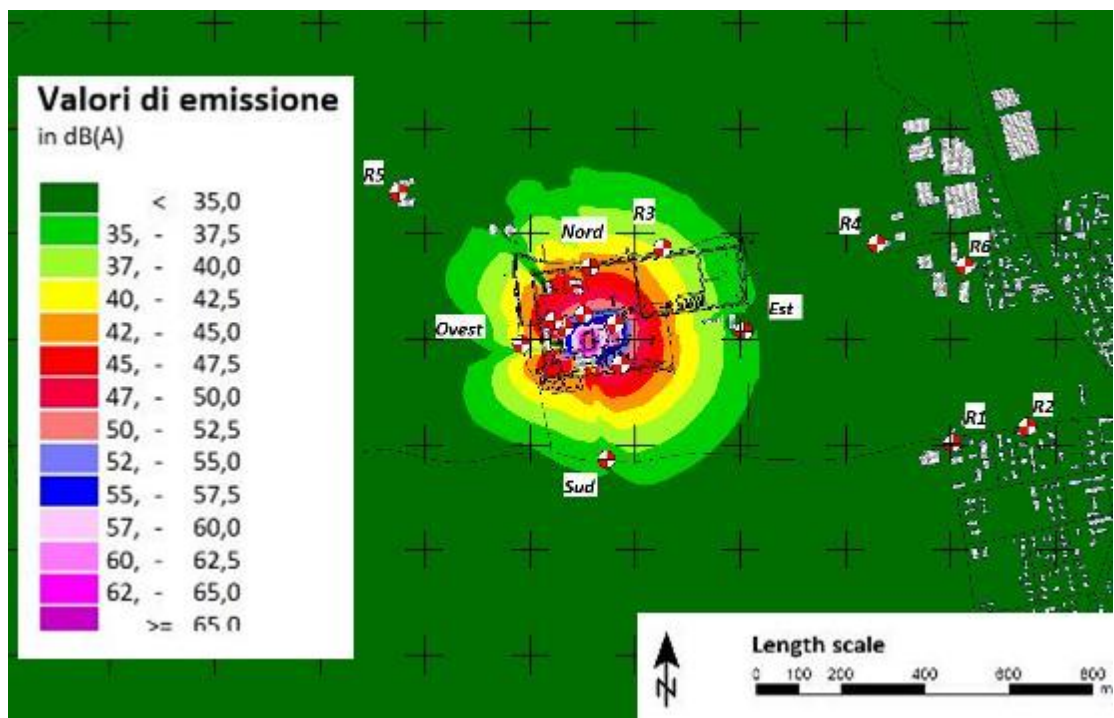 Valori di emissione
in dB(A)
< 35,0
35, - 37,5
37, - 40,0
40, - 42,5
42, - 45,0
45, - 47,5
47, - 50,0
50, - 52,5
52, - 55,0
55, - 57,5
57, - 60,0
60, - 62,5
62, - 65,0
>= 65,0
R5
Nord
R3
R4
R6
Ovest
Est
R1
R2
Sud
N
Length scale
0 100 200 400 600 800
m